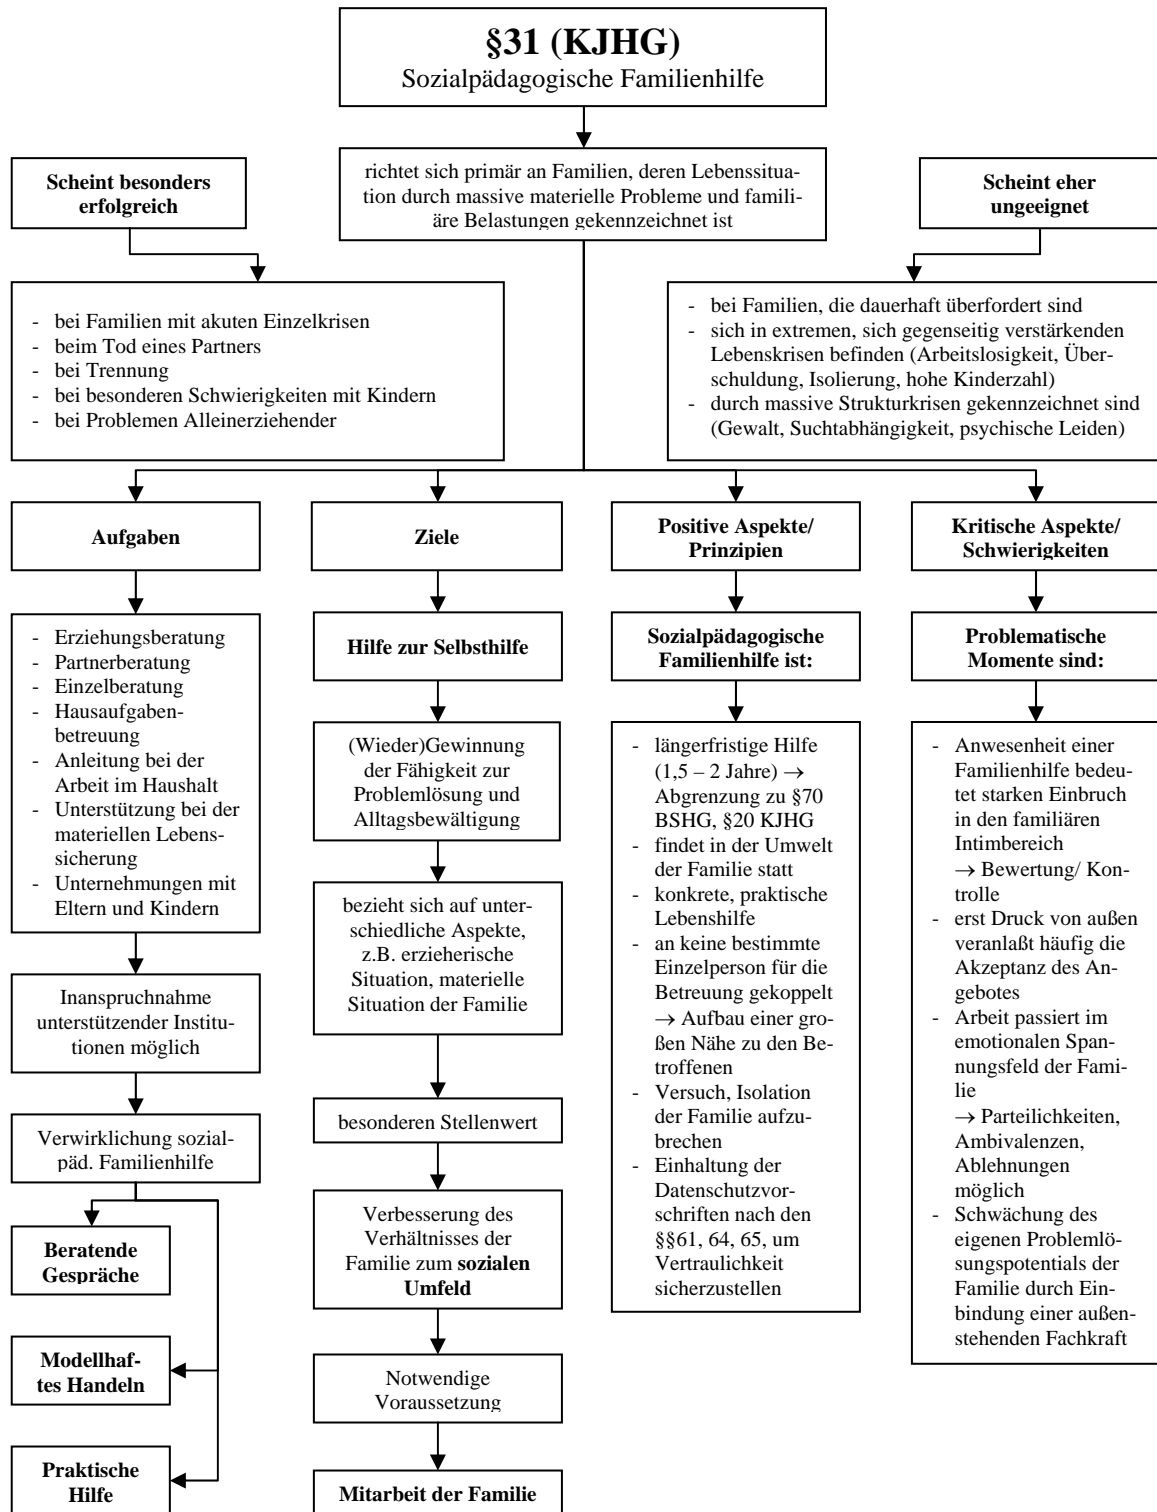 §31 (KJHG)
Sozialpädagogische Familienhilfe
richtet sich primär an Familien, deren Lebenssitua-
tion durch massive materielle Probleme und famili-
äre Belastungen gekennzeichnet ist
Scheint besonders
erfolgreich
Scheint eher
ungeeignet
- bei Familien mit akuten Einzelkrisen
- beim Tod eines Partners
- bei Trennung
- bei besonderen Schwierigkeiten mit Kindern
- bei Problemen Alleinerziehender
- bei Familien, die dauerhaft überfordert sind
- sich in extremen, sich gegenseitig verstärkenden
Lebenskrisen befinden (Arbeitslosigkeit, Über-
schuldung, Isolierung, hohe Kinderzahl)
- durch massive Strukturkrisen gekennzeichnet sind
(Gewalt, Suchtabhängigkeit, psychische Leiden)
Aufgaben
- Erziehungsberatung
- Partnerberatung
- Einzelberatung
- Hausaufgaben-
betreuung
- Anleitung bei der
Arbeit im Haushalt
- Unterstützung bei der
materiellen Lebens-
sicherung
- Unternehmungen mit
Eltern und Kindern
Inanspruchnahme
unterstützender Institu-
tionen möglich
Verwirklichung sozial-
päd. Familienhilfe
Beratende
Gespräche
Modellhaf-
tes Handeln
Praktische
Hilfe
Ziele
Hilfe zur Selbsthilfe
(Wieder)Gewinnung
der Fähigkeit zur
Problemlösung und
Alltagsbewältigung
bezieht sich auf unter-
schiedliche Aspekte,
z.B. erzieherische
Situation, materielle
Situation der Familie
besonderen Stellenwert
Verbesserung des
Verhältnisses der
Familie zum sozialen
Umfeld
Notwendige
Voraussetzung
Mitarbeit der Familie
Positive Aspekte/
Prinzipien
Sozialpädagogische
Familienhilfe ist:
- längerfristige Hilfe
(1,5 – 2 Jahre) →
Abgrenzung zu §70
BSHG, §20 KJHG
- findet in der Umwelt
der Familie statt
- konkrete, praktische
Lebenshilfe
- an keine bestimmte
Einzelperson für die
Betreuung gekoppelt
→ Aufbau einer gro-
ßen Nähe zu den Be-
troffenen
- Versuch, Isolation
der Familie aufzu-
brechen
- Einhaltung der
Datenschutzvor-
schriften nach den
§§61, 64, 65, um
Vertraulichkeit
sicherzustellen
Kritische Aspekte/
Schwierigkeiten
Problematische
Momente sind:
- Anwesenheit einer
Familienhilfe bedeu-
tet starken Einbruch
in den familiären
Intimbereich
→ Bewertung/ Kon-
trolle
- erst Druck von außen
veranlaßt häufig die
Akzeptanz des An-
gebotes
- Arbeit passiert im
emotionalen Span-
nungsfeld der Fami-
lie
→ Parteilichkeiten,
Ambivalenzen,
Ablehnungen
möglich
- Schwächung des
eigenen Problemlö-
sungspotentials der
Familie durch Ein-
bindung einer außen-
stehenden Fachkraft